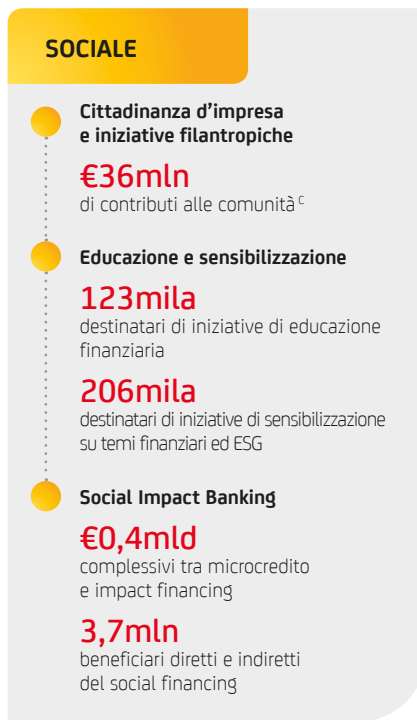 SOCIALE
Cittadinanza d’impresa
e iniziative filantropiche
€36mln
di contributi alle comunità C
Educazione e sensibilizzazione
123mila
destinatari di iniziative di educazione
finanziaria
206mila
destinatari di iniziative di sensibilizzazione
su temi finanziari ed ESG
Social Impact Banking
€0,4mld
complessivi tra microcredito
e impact financing
3,7mln
beneficiari diretti e indiretti
del social financing